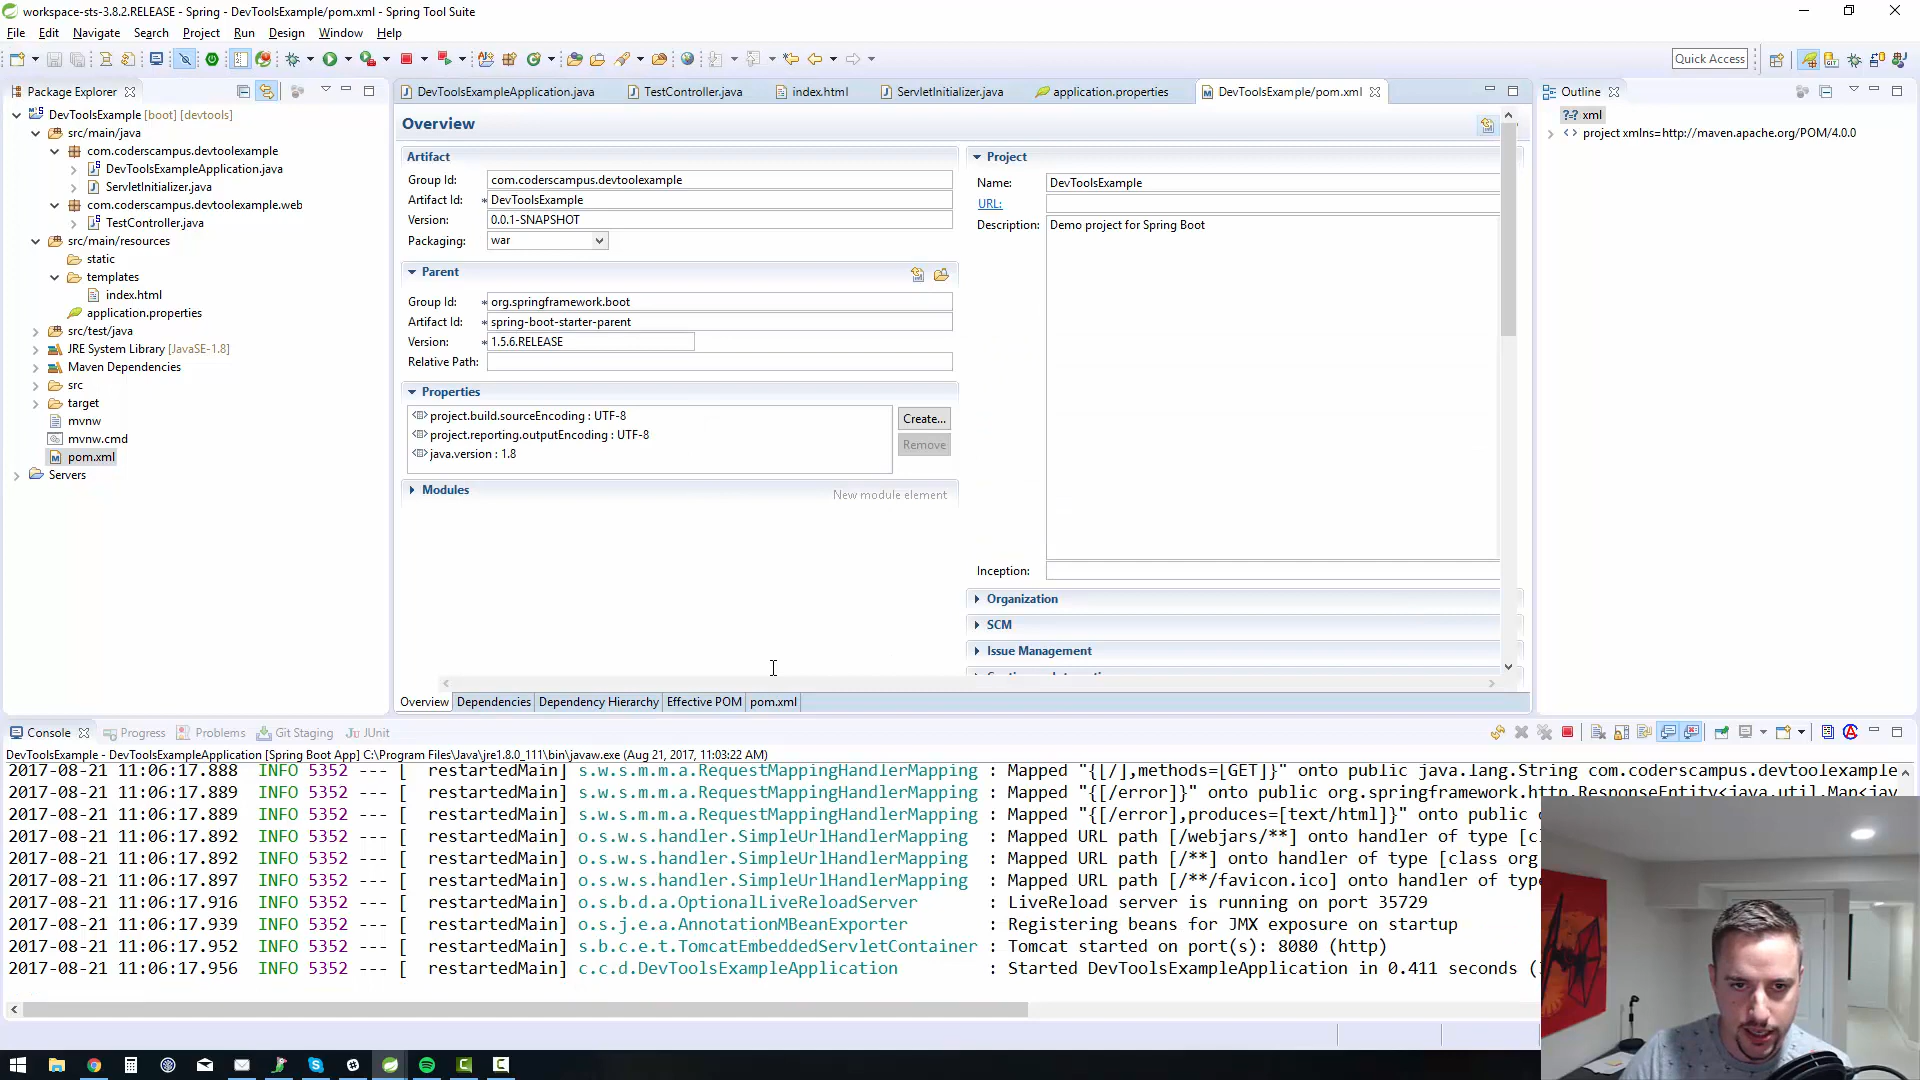 workspace-sts-3.8.2.RELEASE - Spring - DevToolsExample/pom.xml - Spring Tool Suite
File Edit Navigate Search Project Run Design Window Help
Quick Access
Package Explorer
DevToolsExample [boot] [devtools]
src/main/java
com.coderscampus.devtoolexample
DevToolsExampleApplication.java
ServletInitializer.java
com.coderscampus.devtoolexample.web
TestController.java
src/main/resources
static
templates
index.html
application.properties
src/test/java
JRE System Library [JavaSE-1.8]
Maven Dependencies
src
target
mvnw
mvnw.cmd
pom.xml
Servers
DevToolsExampleApplication.java TestController.java index.html ServletInitializer.java application.properties DevToolsExample/pom.xml
Overview
Artifact
Group Id: com.coderscampus.devtoolexample
Artifact Id: * DevToolsExample
Version: 0.0.1-SNAPSHOT
Packaging: war
Parent
Group Id: * org.springframework.boot
Artifact Id: * spring-boot-starter-parent
Version: * 1.5.6.RELEASE
Relative Path:
Properties
project.build.sourceEncoding : UTF-8
project.reporting.outputEncoding : UTF-8
java.version : 1.8
Create...
Remove
Modules
New module element
Project
Name: DevToolsExample
URL:
Description: Demo project for Spring Boot
Inception:
Organization
SCM
Issue Management
Overview Dependencies Dependency Hierarchy Effective POM pom.xml
Outline
?=? xml
project xmlns=http://maven.apache.org/POM/4.0.0
Console Progress Problems Git Staging JUnit
DevToolsExample - DevToolsExampleApplication [Spring Boot App] C:\Program Files\Java\jre1.8.0_111\bin\javaw.exe (Aug 21, 2017, 11:03:22 AM)
2017-08-21 11:06:17.888 INFO 5352 --- [ restartedMain] s.w.s.m.m.a.RequestMappingHandlerMapping : Mapped "{[/],methods=[GET]}" onto public java.lang.String com.coderscampus.devtoolexample
2017-08-21 11:06:17.889 INFO 5352 --- [ restartedMain] s.w.s.m.m.a.RequestMappingHandlerMapping : Mapped "{[/error]}" onto public org.springframework.http.ResponseEntity<java.util.Map<jav
2017-08-21 11:06:17.889 INFO 5352 --- [ restartedMain] s.w.s.m.m.a.RequestMappingHandlerMapping : Mapped "{[/error],produces=[text/html]}" onto public o
2017-08-21 11:06:17.892 INFO 5352 --- [ restartedMain] o.s.w.s.handler.SimpleUrlHandlerMapping : Mapped URL path [/webjars/**] onto handler of type [cl
2017-08-21 11:06:17.892 INFO 5352 --- [ restartedMain] o.s.w.s.handler.SimpleUrlHandlerMapping : Mapped URL path [/**] onto handler of type [class org
2017-08-21 11:06:17.897 INFO 5352 --- [ restartedMain] o.s.w.s.handler.SimpleUrlHandlerMapping : Mapped URL path [/**/favicon.ico] onto handler of type
2017-08-21 11:06:17.916 INFO 5352 --- [ restartedMain] o.s.b.d.a.OptionalLiveReloadServer : LiveReload server is running on port 35729
2017-08-21 11:06:17.939 INFO 5352 --- [ restartedMain] o.s.j.e.a.AnnotationMBeanExporter : Registering beans for JMX exposure on startup
2017-08-21 11:06:17.952 INFO 5352 --- [ restartedMain] s.b.c.e.t.TomcatEmbeddedServletContainer : Tomcat started on port(s): 8080 (http)
2017-08-21 11:06:17.956 INFO 5352 --- [ restartedMain] c.c.d.DevToolsExampleApplication : Started DevToolsExampleApplication in 0.411 seconds (